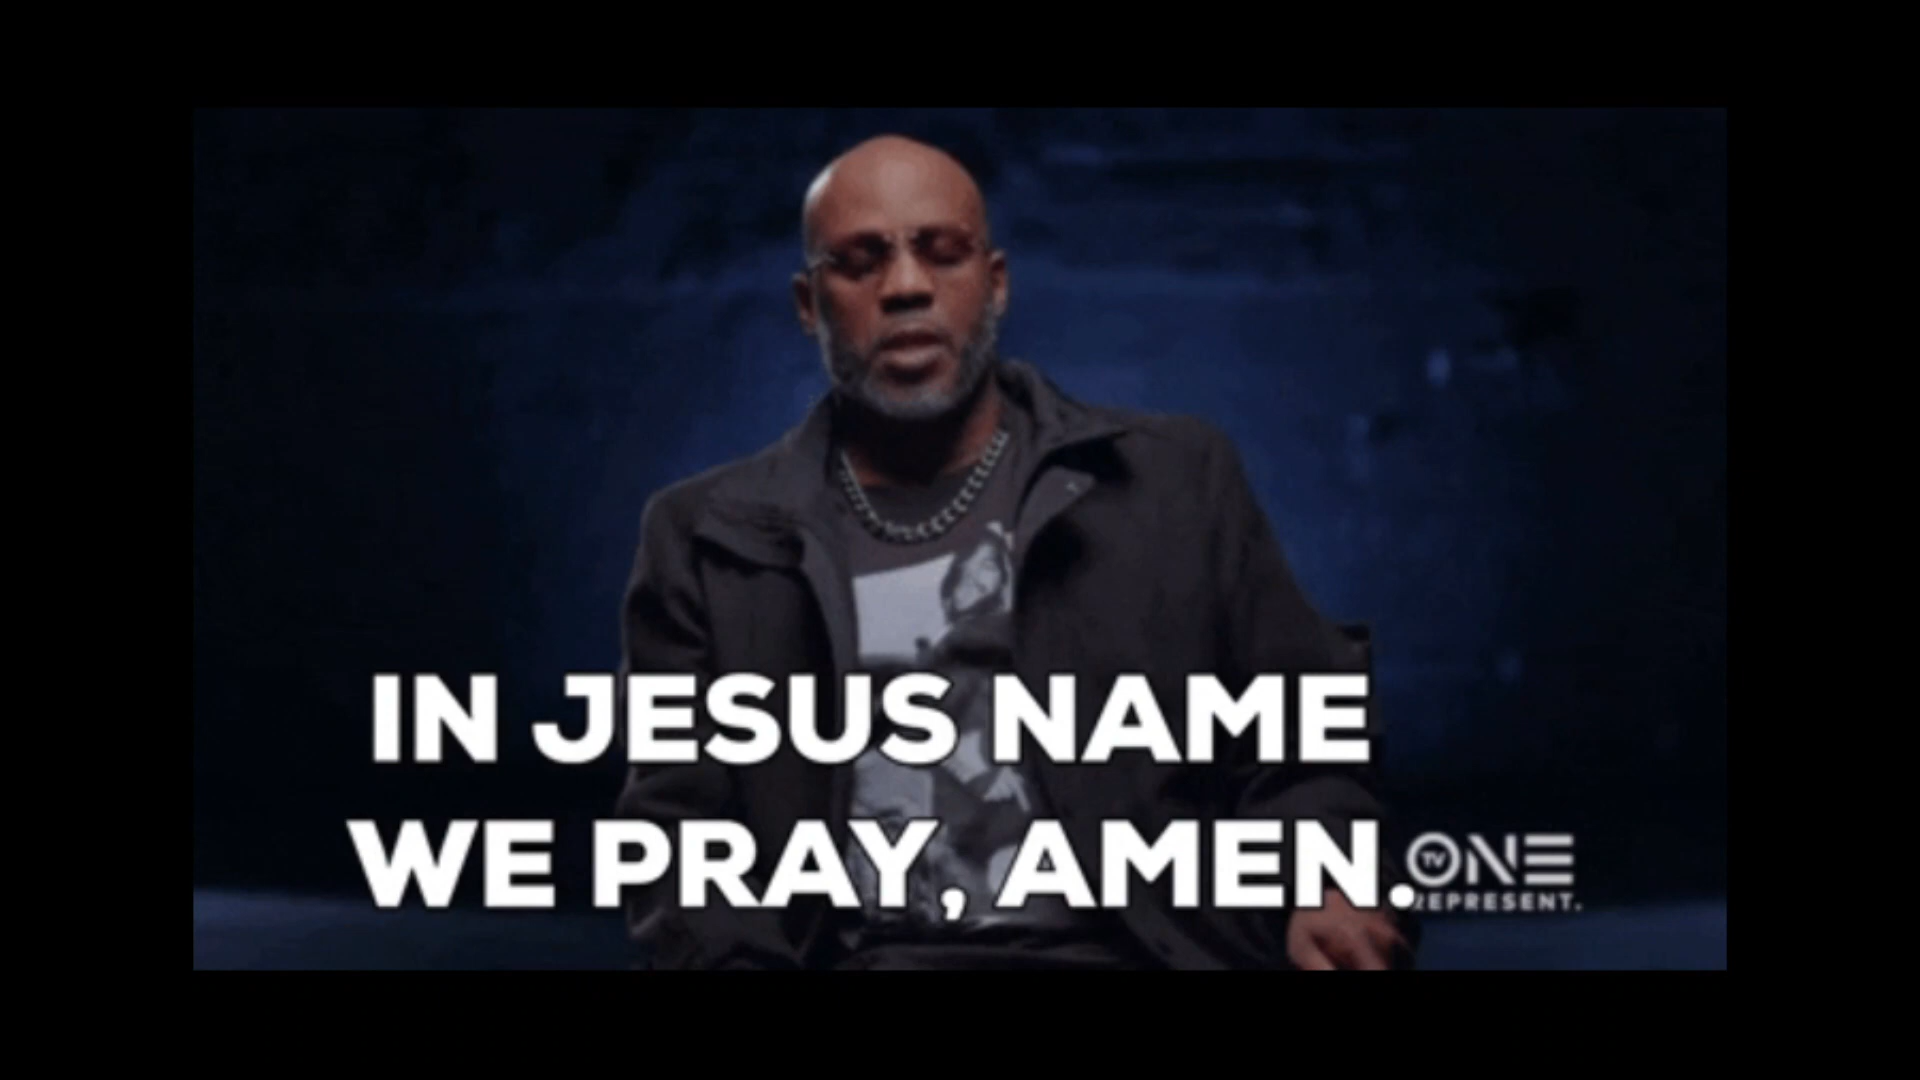 IN JESUS NAME
WE PRAY, AMEN.
TV ONE
REPRESENT.